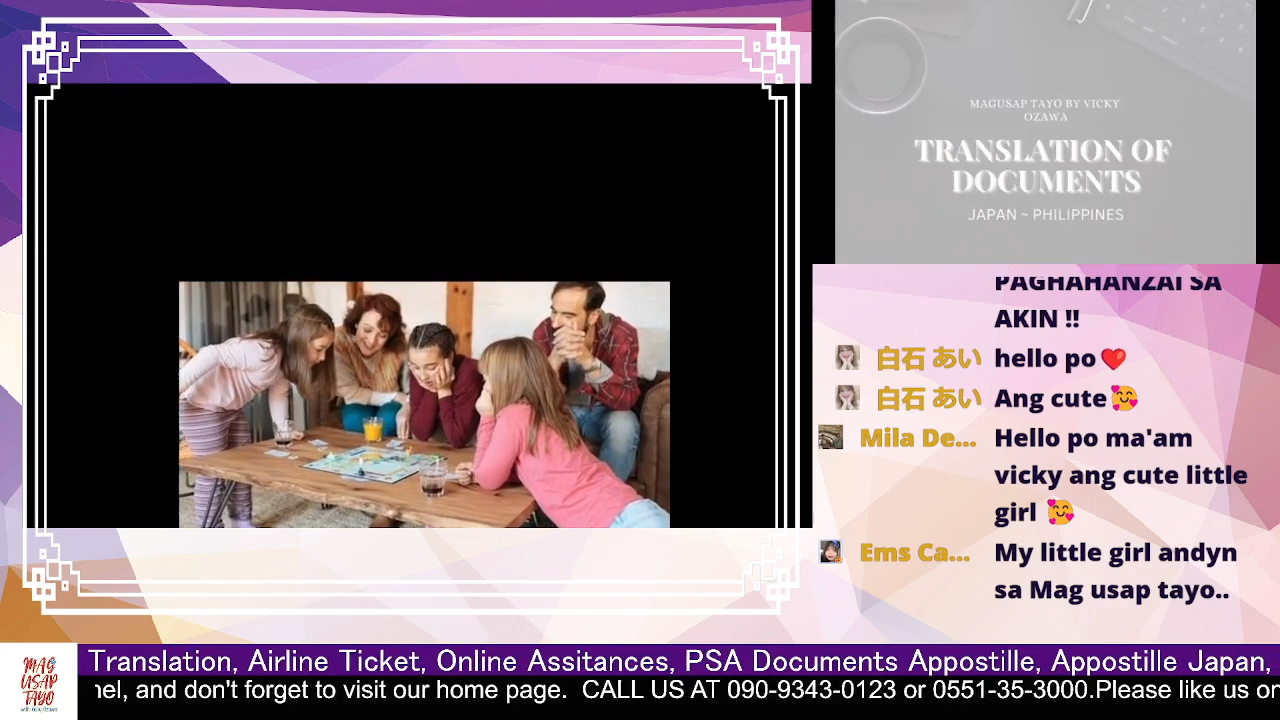 MAGUSAP TAYO BY VICKY
OZAWA
TRANSLATION OF
DOCUMENTS
JAPAN ~ PHILIPPINES
PAGHAHANZAI SA
AKIN !!
白石 あい hello po❤️
白石 あい Ang cute🥰
Mila De... Hello po ma'am
vicky ang cute little
girl 🥰
Ems Ca... My little girl andyn
sa Mag usap tayo..
MAG
USAP
TAYO
Translation, Airline Ticket, Online Assitances, PSA Documents Appostille, Appostille Japan,
nel, and don't forget to visit our home page. CALL US AT 090-9343-0123 or 0551-35-3000.Please like us on